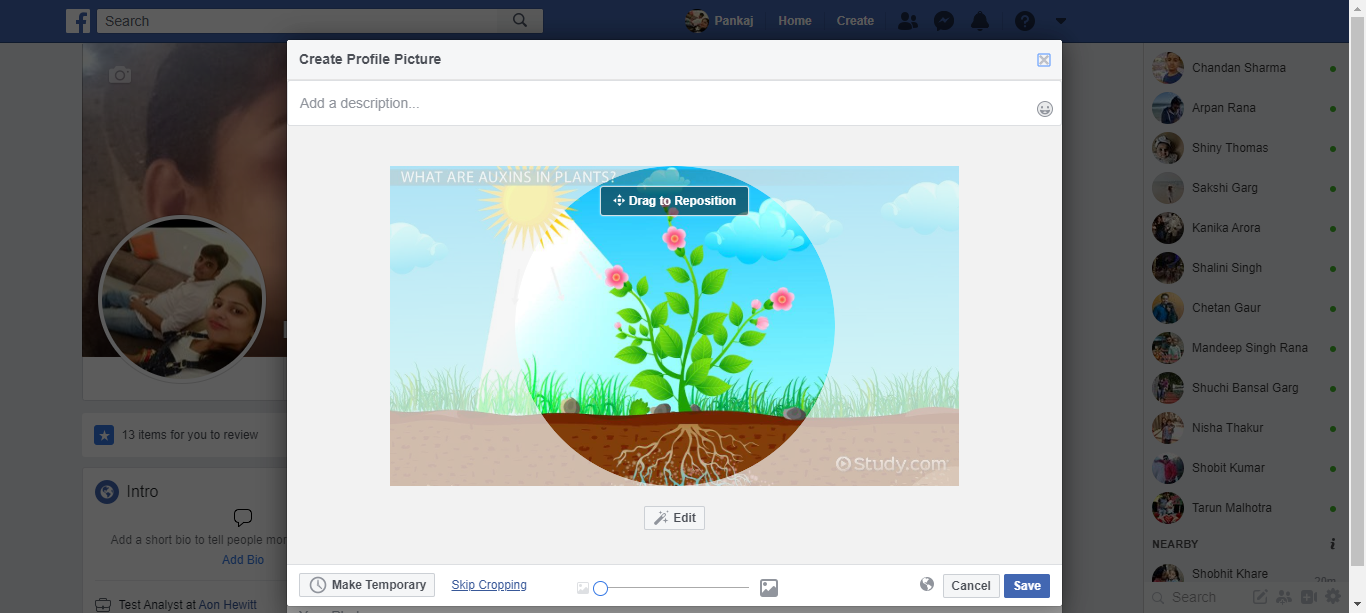 Search
Pankaj
Home
Create
Create Profile Picture
Add a description...
WHAT ARE AUXINS IN PLANTS?
Drag to Reposition
Study.com
Edit
Make Temporary
Skip Cropping
Cancel
Save
13 items for you to review
Intro
Add a short bio to tell people
Add Bio
Test Analyst at Aon Hewitt
Chandan Sharma
Arpan Rana
Shiny Thomas
Sakshi Garg
Kanika Arora
Shalini Singh
Chetan Gaur
Mandeep Singh Rana
Shuchi Bansal Garg
Nisha Thakur
Shobit Kumar
Tarun Malhotra
NEARBY
Shobhit Khare
Search